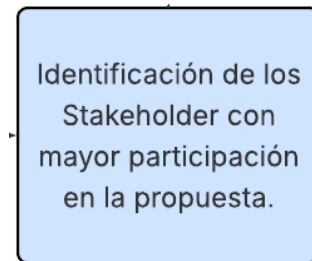 Identificación de los
Stakeholder con
mayor participación
en la propuesta.